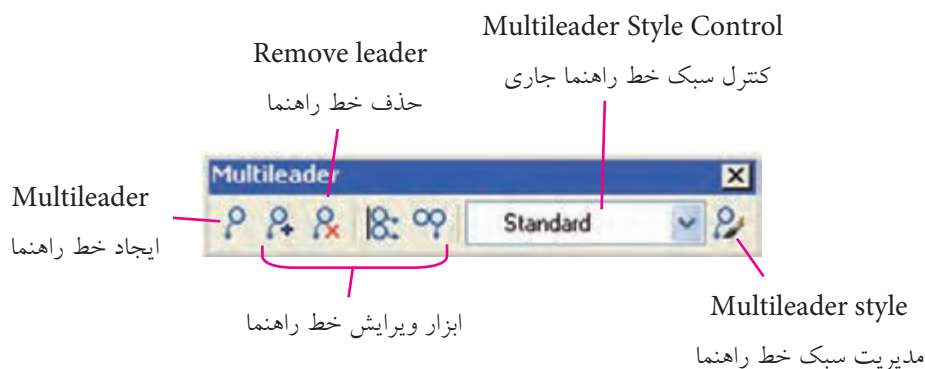 Multileader Style Control
کنترل سبک خط راهنما جاری
Remove leader
حذف خط راهنما
Multileader
Multileader
ایجاد خط راهنما
Standard
ابزار ویرایش خط راهنما
Multileader style
مدیریت سبک خط راهنما